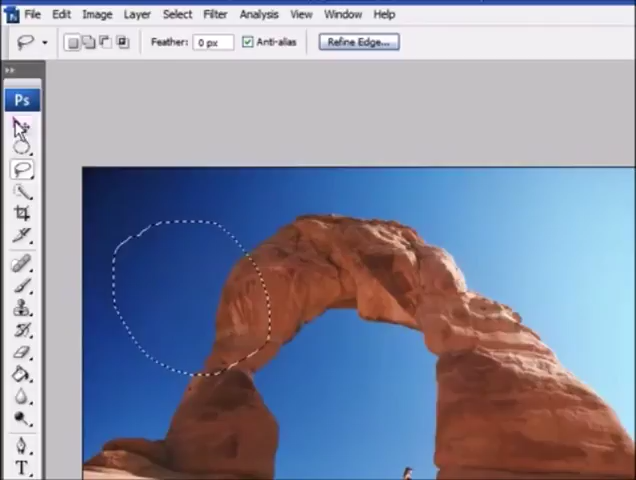 File Edit Image Layer Select Filter Analysis View Window Help
Feather: 0 px Anti-alias Refine Edge...
Ps
T